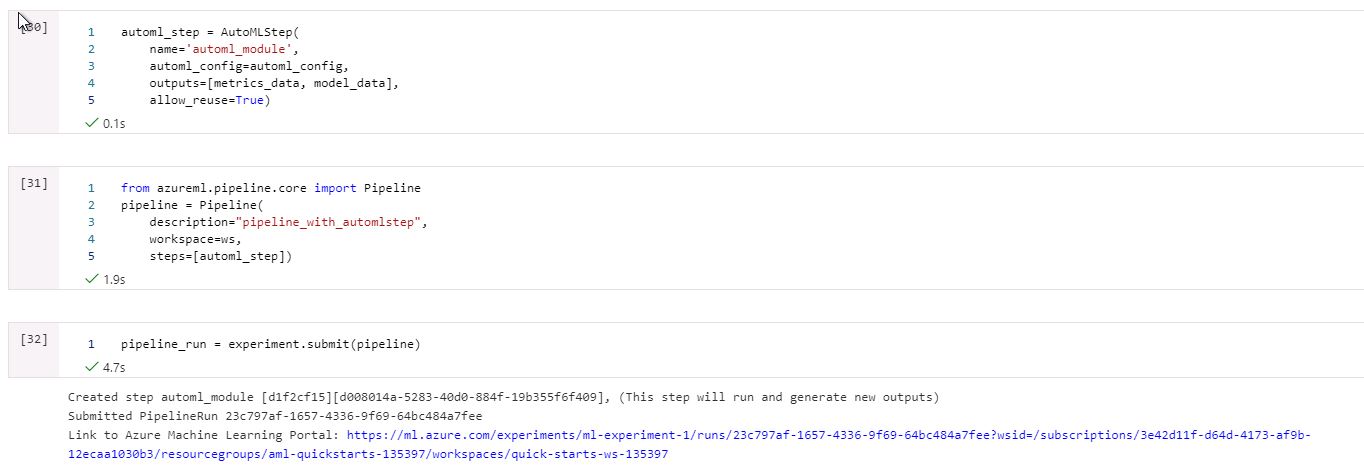 [30]
1 automl_step = AutoMLStep(
2 name='automl_module',
3 automl_config=automl_config,
4 outputs=[metrics_data, model_data],
5 allow_reuse=True)
✓ 0.1s
[31]
1 from azureml.pipeline.core import Pipeline
2 pipeline = Pipeline(
3 description="pipeline_with_automlstep",
4 workspace=ws,
5 steps=[automl_step])
✓ 1.9s
[32]
1 pipeline_run = experiment.submit(pipeline)
✓ 4.7s
Created step automl_module [d1f2cf15][d008014a-5283-40d0-884f-19b355f6f409], (This step will run and generate new outputs)
Submitted PipelineRun 23c797af-1657-4336-9f69-64bc484a7fee
Link to Azure Machine Learning Portal: https://ml.azure.com/experiments/ml-experiment-1/runs/23c797af-1657-4336-9f69-64bc484a7fee?wsid=/subscriptions/3e42d11f-d64d-4173-af9b-
12ecaa1030b3/resourcegroups/aml-quickstarts-135397/workspaces/quick-starts-ws-135397